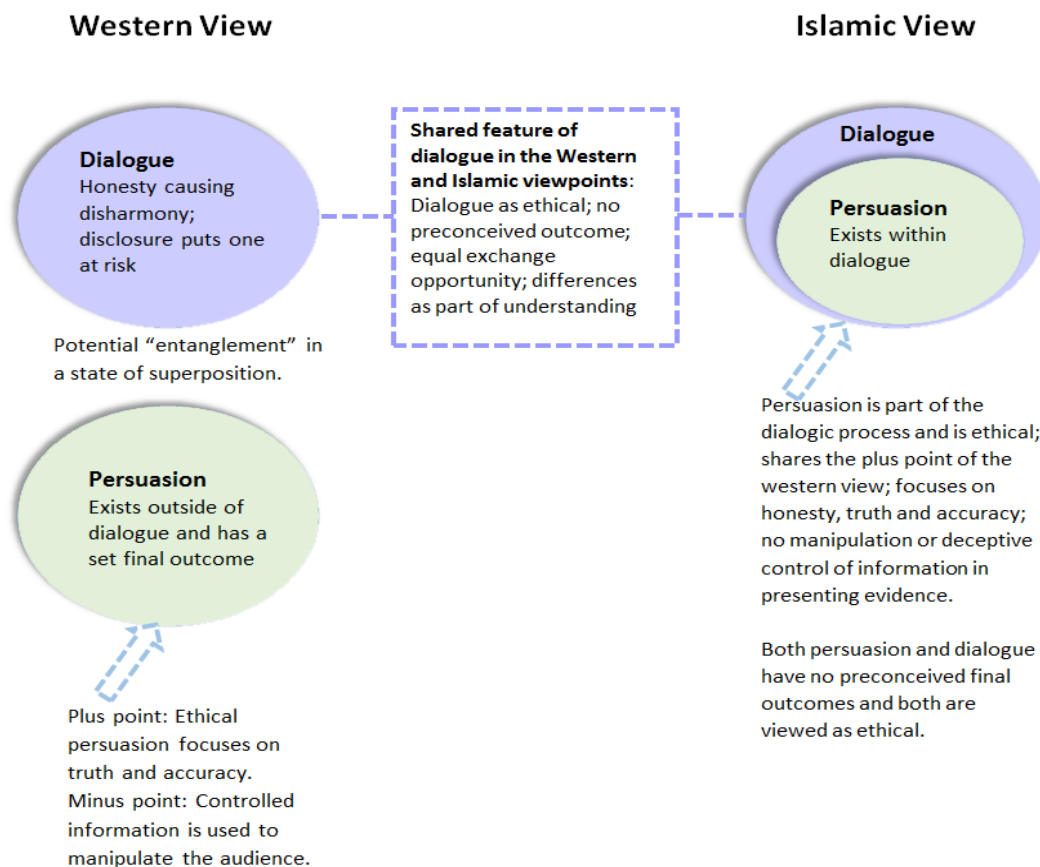 Western View
Dialogue
Honesty causing
disharmony;
disclosure puts one
at risk
Potential “entanglement” in
a state of superposition.
Persuasion
Exists outside of
dialogue and has a
set final outcome
Plus point: Ethical
persuasion focuses on
truth and accuracy.
Minus point: Controlled
information is used to
manipulate the audience.
Shared feature of
dialogue in the Western
and Islamic viewpoints:
Dialogue as ethical; no
preconceived outcome;
equal exchange
opportunity; differences
as part of understanding
Islamic View
Dialogue
Persuasion
Exists within
dialogue
Persuasion is part of the
dialogic process and is ethical;
shares the plus point of the
western view; focuses on
honesty, truth and accuracy;
no manipulation or deceptive
control of information in
presenting evidence.
Both persuasion and dialogue
have no preconceived final
outcomes and both are
viewed as ethical.